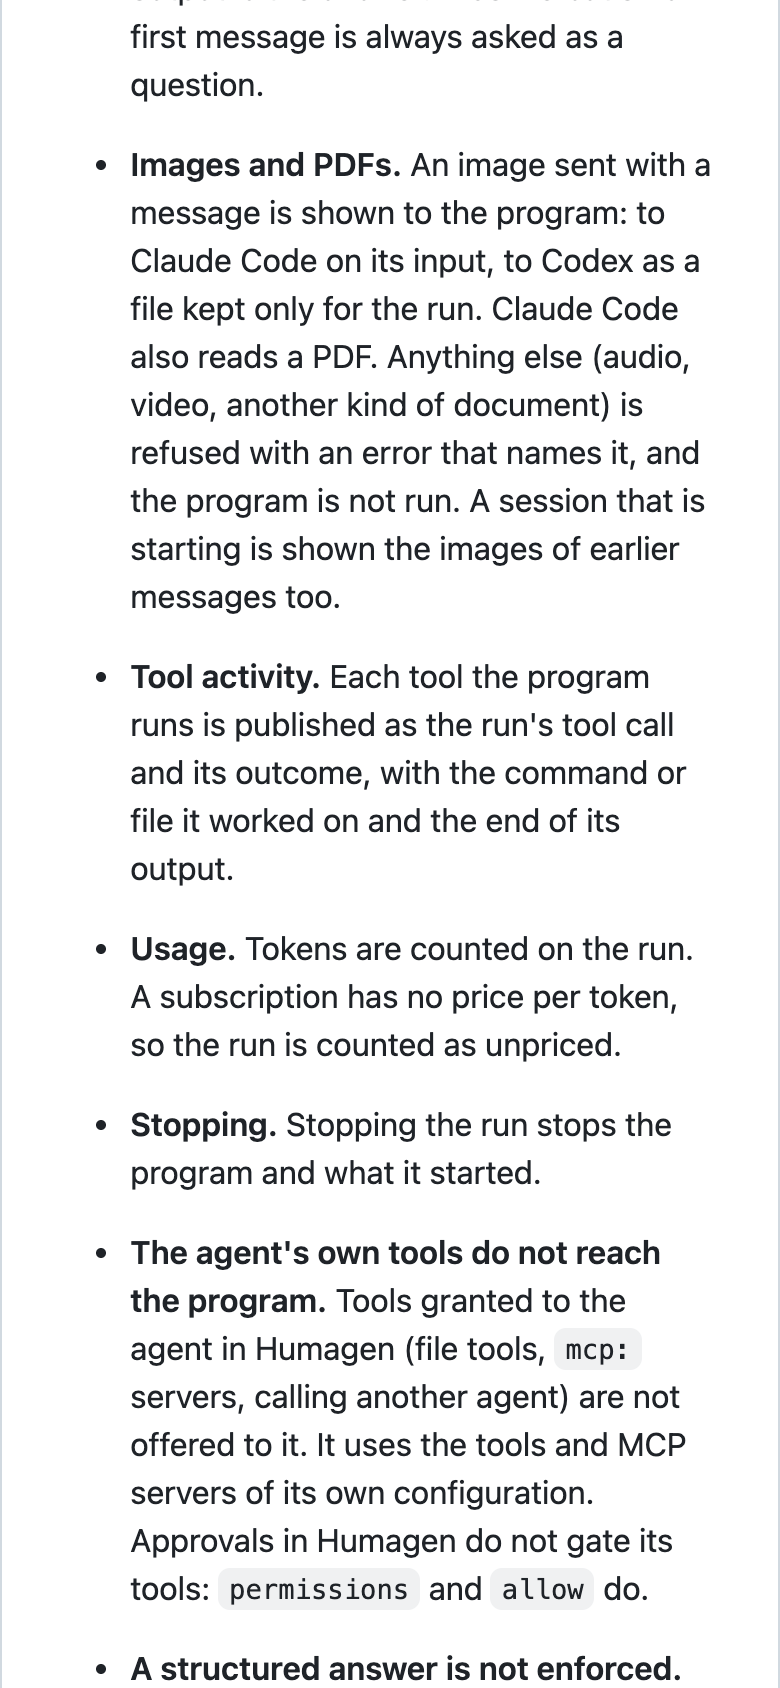 first message is always asked as a
question.
• Images and PDFs. An image sent with a
message is shown to the program: to
Claude Code on its input, to Codex as a
file kept only for the run. Claude Code
also reads a PDF. Anything else (audio,
video, another kind of document) is
refused with an error that names it, and
the program is not run. A session that is
starting is shown the images of earlier
messages too.
• Tool activity. Each tool the program
runs is published as the run's tool call
and its outcome, with the command or
file it worked on and the end of its
output.
• Usage. Tokens are counted on the run.
A subscription has no price per token,
so the run is counted as unpriced.
• Stopping. Stopping the run stops the
program and what it started.
• The agent's own tools do not reach
the program. Tools granted to the
agent in Humagen (file tools, mcp:
servers, calling another agent) are not
offered to it. It uses the tools and MCP
servers of its own configuration.
Approvals in Humagen do not gate its
tools: permissions and allow do.
• A structured answer is not enforced.